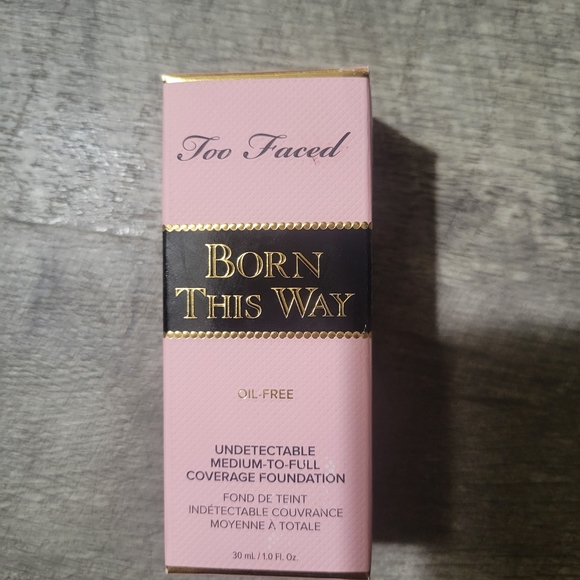 Too Faced
BORN
THIS WAY
OIL-FREE
UNDETECTABLE
MEDIUM-TO-FULL
COVERAGE FOUNDATION
FOND DE TEINT
INDÉTECTABLE COUVRANCE
MOYENNE À TOTALE
30 mL / 1.0 Fl. Oz.